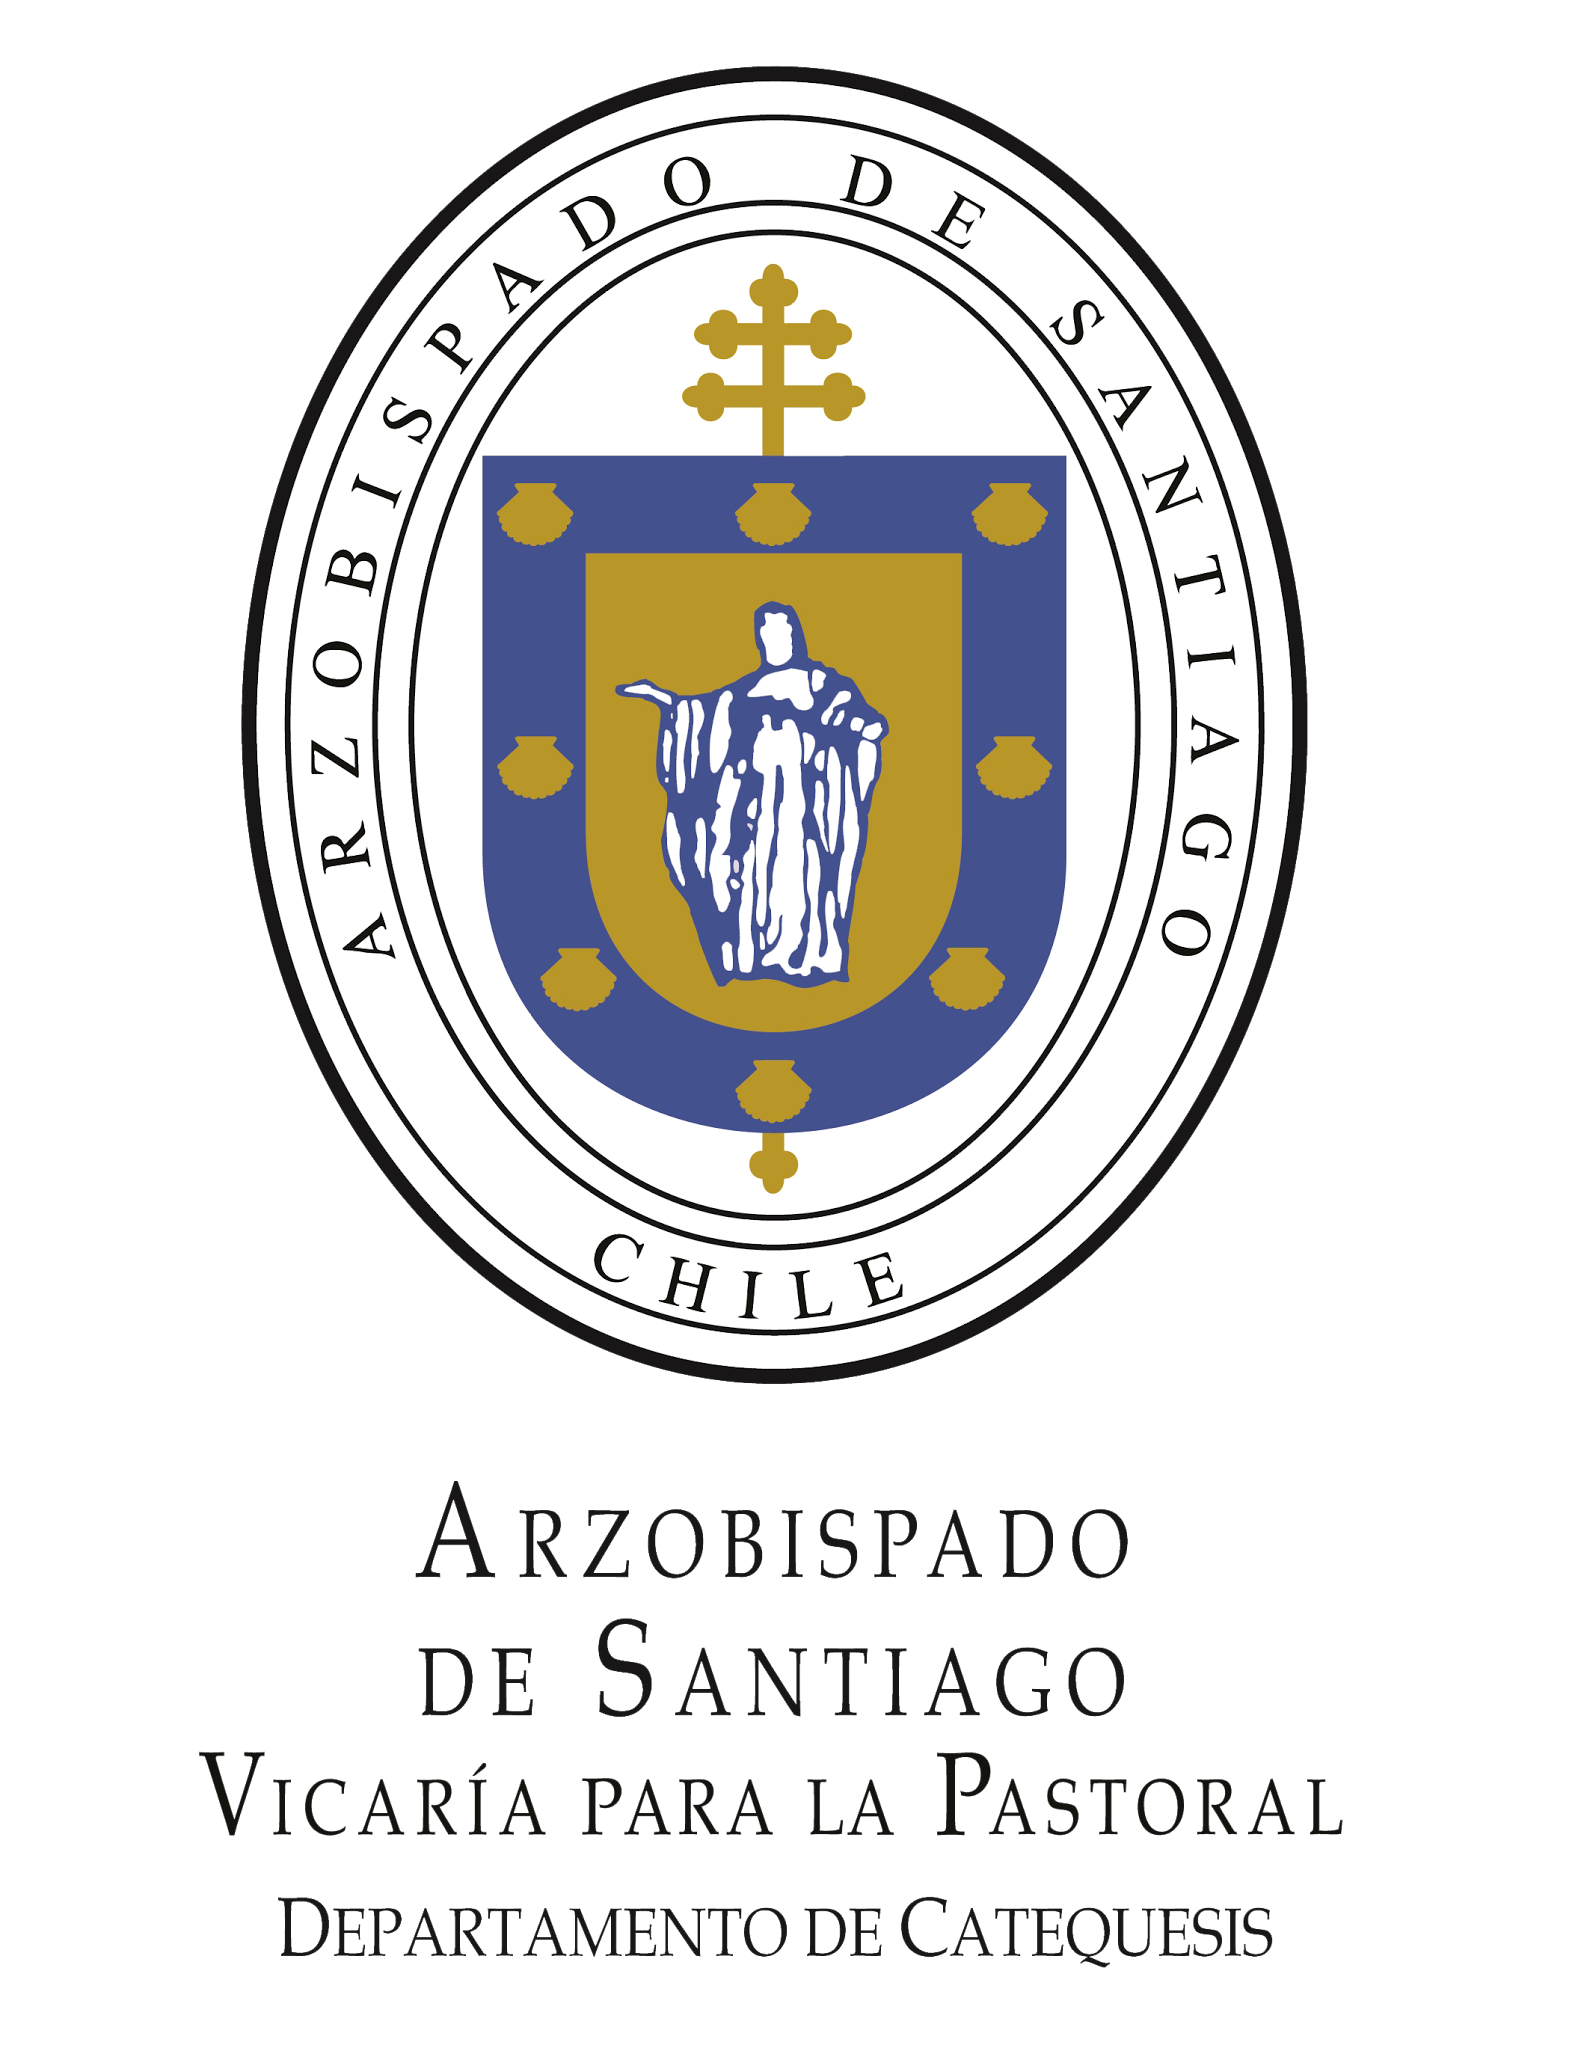 ARZOBISPADO DE SANTIAGO
CHILE
ARZOBISPADO
DE SANTIAGO
VICARÍA PARA LA PASTORAL
DEPARTAMENTO DE CATEQUESIS